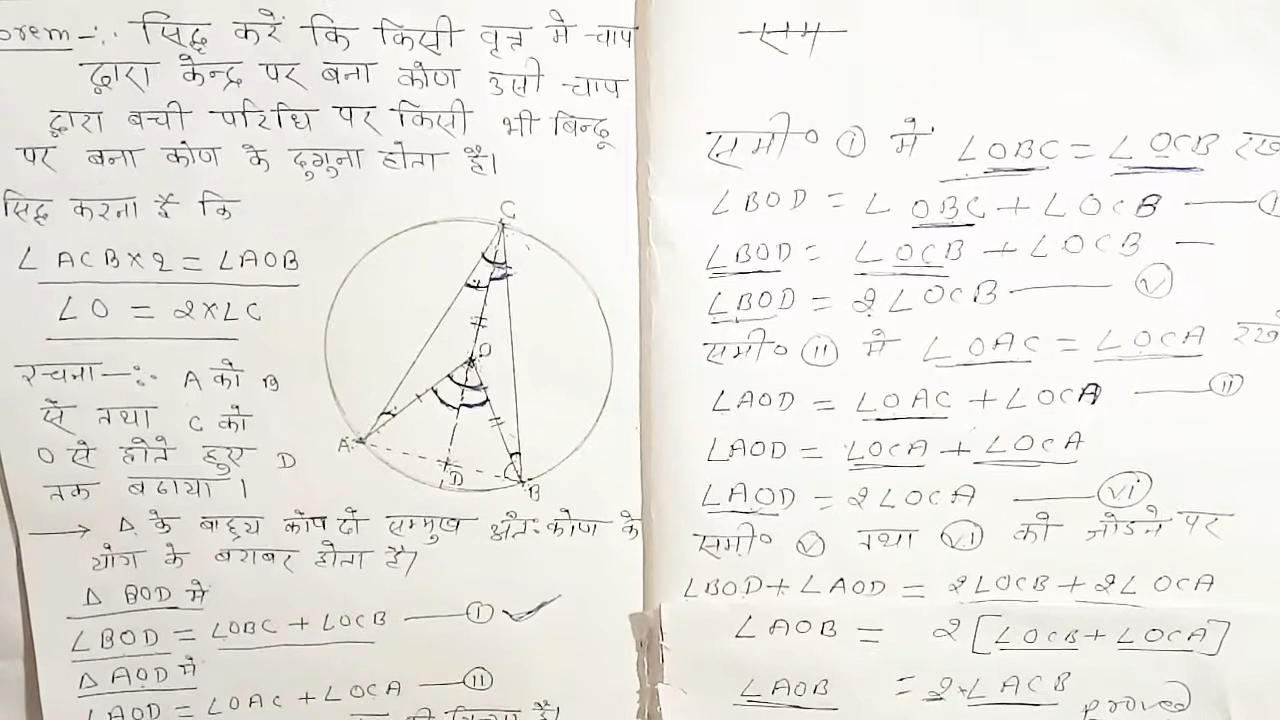 orem -:. सिद्ध करें कि किसी वृत्त मे चाप
द्वारा केन्द्र पर बना कोण उसी चाप
द्वारा बची परिधि पर किसी भी बिन्दू
पर बना कोण के दुगुना होता है।
सिद्ध करना है कि
∠ ACB×2 = ∠AOB
∠O = 2×∠C
रचना -:. A को B
से तथा C को
O से होते हुए D
तक बढाया ।
→ Δ के बाह्य कोण दो सम्मुख अंतः कोण के
योग के बराबर होता है।
Δ BOD मे
∠BOD = ∠OBC + ∠OCB — (I) ✓
Δ AOD मे
∠AOD = ∠OAC + ∠OCA — (II)
C
O
A
D
B
समी० (I) में ∠OBC = ∠OCB रखने
∠BOD = ∠OBC + ∠OCB —
∠BOD = ∠OCB + ∠OCB —
∠BOD = 2∠OCB — (V)
समी० (II) मे ∠OAC = ∠OCA
∠AOD = ∠OAC + ∠OCA — (II)
∠AOD = ∠OCA + ∠OCA
∠AOD = 2∠OCA — (VI)
समी० (V) तथा (VI) को जोडने पर
∠BOD + ∠AOD = 2∠OCB + 2∠OCA
∠AOB = 2 [∠OCB + ∠OCA]
∠AOB = 2×∠ACB proved